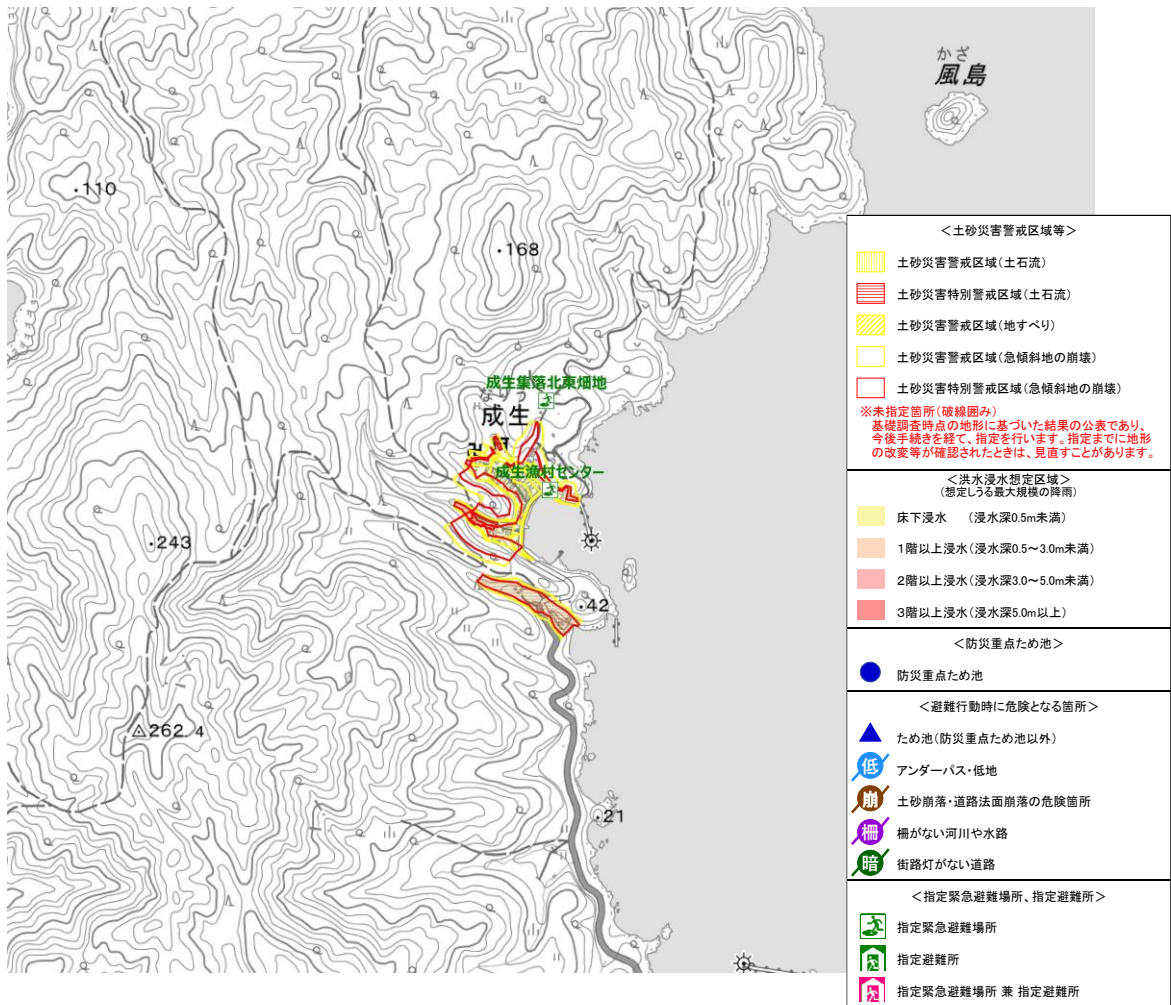 かざ
風島
・110
・168
成生集落北東畑地
なりう
成生
成生漁村センター
・243
・42
262.4
・21
＜土砂災害警戒区域等＞
土砂災害警戒区域(土石流)
土砂災害特別警戒区域(土石流)
土砂災害警戒区域(地すべり)
土砂災害警戒区域(急傾斜地の崩壊)
土砂災害特別警戒区域(急傾斜地の崩壊)
※未指定箇所(破線囲み)
基礎調査時点の地形に基づいた結果の公表であり、
今後手続きを経て、指定を行います。指定までに地形
の改変等が確認されたときは、見直すことがあります。
＜洪水浸水想定区域＞
(想定しうる最大規模の降雨)
床下浸水　(浸水深0.5m未満)
1階以上浸水(浸水深0.5～3.0m未満)
2階以上浸水(浸水深3.0～5.0m未満)
3階以上浸水(浸水深5.0m以上)
＜防災重点ため池＞
防災重点ため池
＜避難行動時に危険となる箇所＞
ため池(防災重点ため池以外)
低 アンダーパス・低地
崩 土砂崩落・道路法面崩落の危険箇所
柵 柵がない河川や水路
暗 街路灯がない道路
＜指定緊急避難場所、指定避難所＞
指定緊急避難場所
指定避難所
指定緊急避難場所 兼 指定避難所